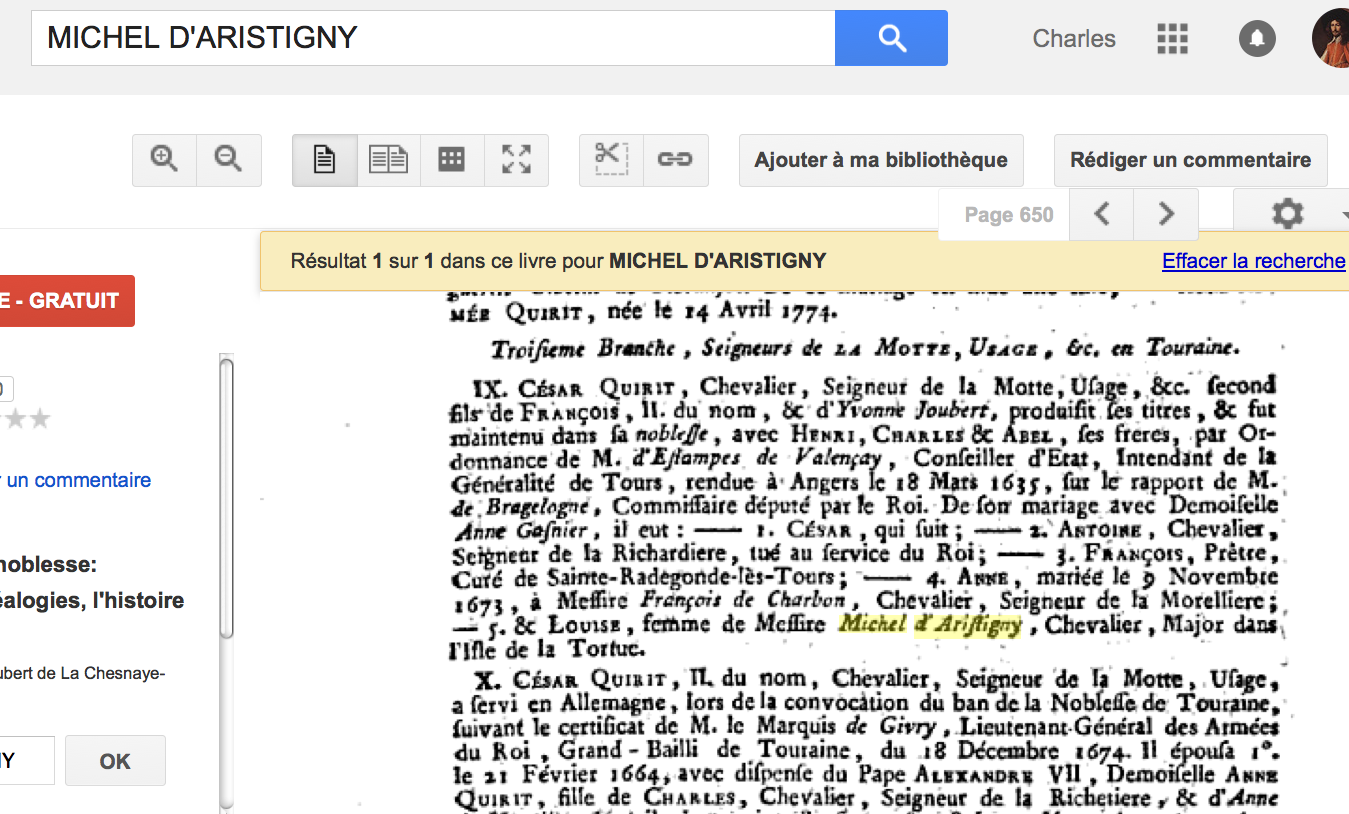 MICHEL D'ARISTIGNY
Charles
Ajouter à ma bibliothèque
Rédiger un commentaire
Page 650
E - GRATUIT
Résultat 1 sur 1 dans ce livre pour MICHEL D'ARISTIGNY
Effacer la recherche
un commentaire
noblesse:
éalogies, l'histoire
ubert de La Chesnaye-
NY
OK
MÉE QUIRIT, née le 14 Avril 1774.
Troiſieme Branche, Seigneurs de LA MOTTE, USAGE, &c. en Touraine.
IX. CÉSAR QUIRIT, Chevalier, Seigneur de la Motte, Uſage, &c. ſecond
fils de FRANÇOIS, II. du nom, & d'Yvonne Joubert, produiſit ſes titres, & fut
maintenu dans ſa nobleſſe, avec HENRI, CHARLES & ABEL, ſes freres, par Or-
donnance de M. d'Eſtampes de Valençay, Conſeiller d'Etat, Intendant de la
Généralité de Tours, rendue à Angers le 18 Mars 1635, ſur le rapport de M.
de Bragelogne, Commiſſaire député par le Roi. De ſon mariage avec Demoiſelle
Anne Goſnier, il eut : — 1. CÉSAR, qui ſuit ; — 2. ANTOINE, Chevalier,
Seigneur de la Richardiere, tué au ſervice du Roi; — 3. FRANÇOIS, Prêtre,
Curé de Sainte-Radegonde-lès-Tours; — 4. ANNE, mariée le 9 Novembre
1673, à Meſſire François de Charbon, Chevalier, Seigneur de la Morelliere;
— 5. & LOUISE, femme de Meſſire Michel d'Ariſtigny, Chevalier, Major dans
l'Iſle de la Tortue.
X. CÉSAR QUIRIT, II. du nom, Chevalier, Seigneur de la Motte, Uſage,
a ſervi en Allemagne, lors de la convocation du ban de la Nobleſſe de Touraine,
ſuivant le certificat de M. le Marquis de Givry, Lieutenant-Général des Armées
du Roi, Grand-Bailli de Touraine, du 18 Décembre 1674. Il épouſa 1°.
le 21 Février 1664, avec diſpenſe du Pape ALEXANDRE VII, Demoiſelle ANNE
QUIRIT, fille de CHARLES, Chevalier, Seigneur de la Richetiere, & d'Anne